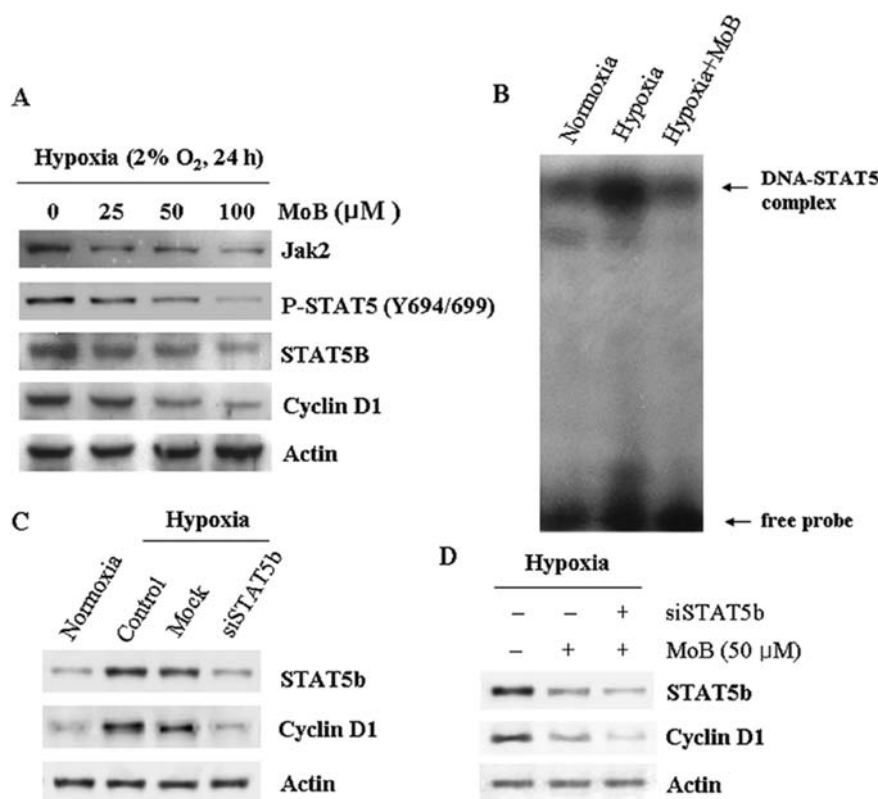 A
Hypoxia (2% O₂, 24 h)
0 25 50 100 MoB (µM)
Jak2
P-STAT5 (Y694/699)
STAT5B
Cyclin D1
Actin
B
Normoxia
Hypoxia
Hypoxia+MoB
DNA-STAT5
complex
free probe
C
Hypoxia
Normoxia
Control
Mock
siSTAT5b
STAT5b
Cyclin D1
Actin
D
Hypoxia
– – + siSTAT5b
– + + MoB (50 µM)
STAT5b
Cyclin D1
Actin